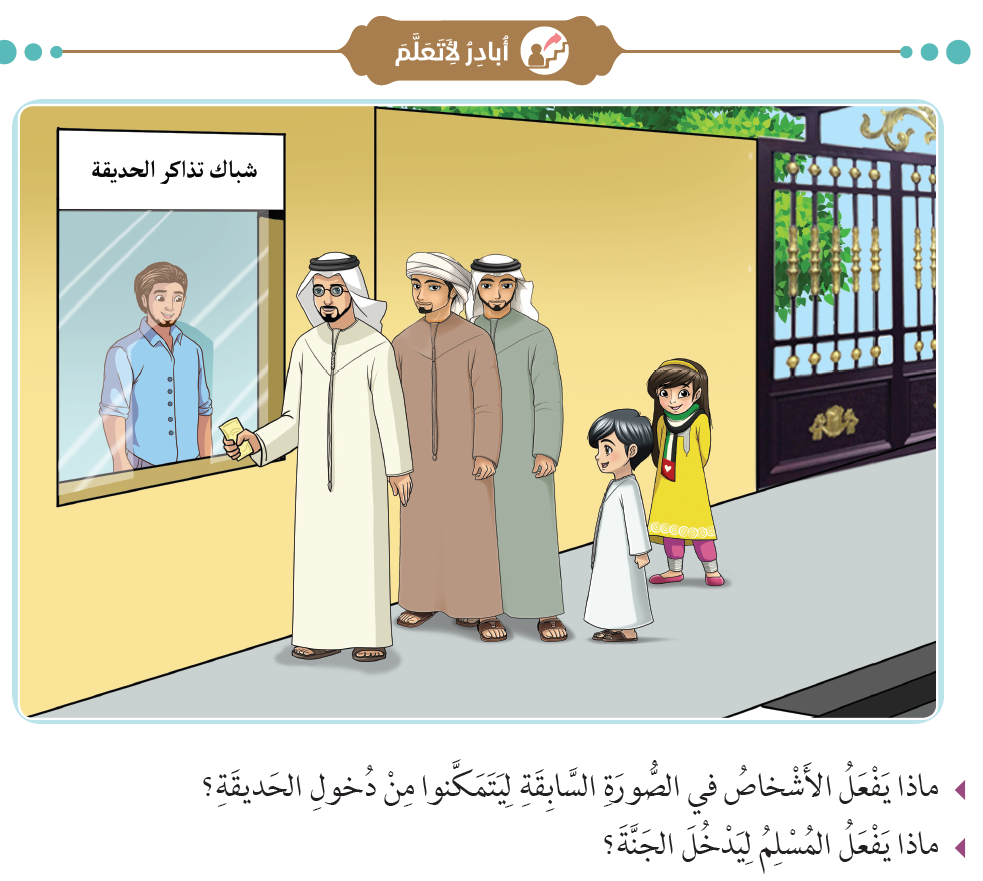 أُبادِرُ لِأَتَعَلَّمَ
شباك تذاكر الحديقة
ماذا يَفْعَلُ الأَشْخاصُ في الصُّورَةِ السَّابِقَةِ لِيَتَمَكَّنوا مِنْ دُخولِ الحَديقَةِ؟
ماذا يَفْعَلُ المُسْلِمُ لِيَدْخُلَ الجَنَّةَ؟